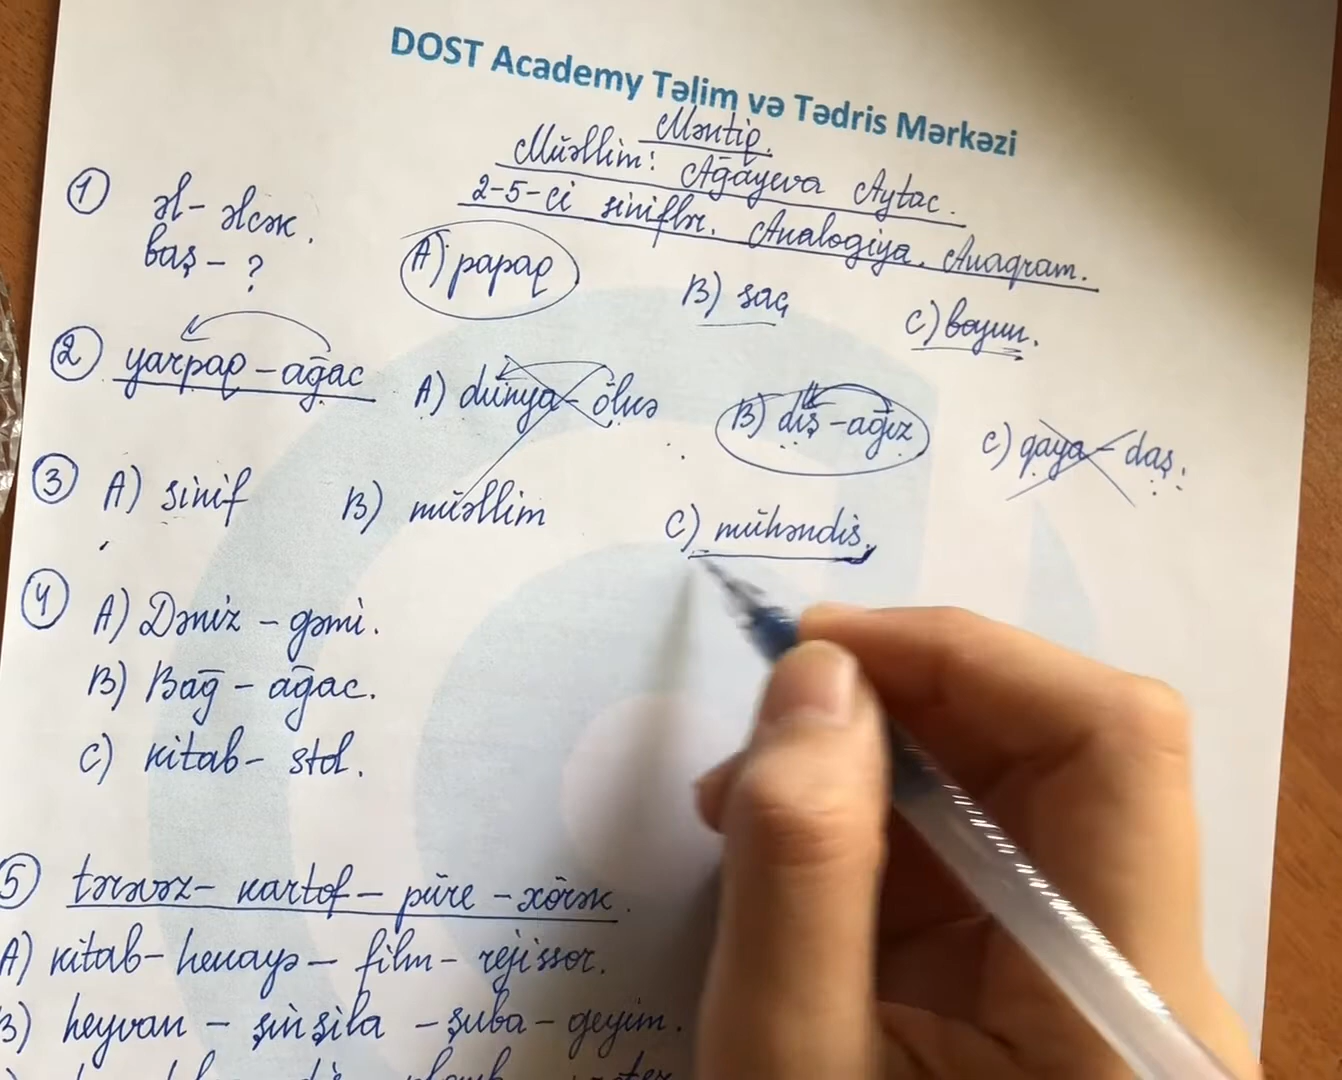 DOST Academy Təlim və Tədris Mərkəzi
Məntiq.
Müəllim: Ağayeva Aytac.
2-5-ci siniflər. Analogiya. Anaqram.
1 əl - əlcək.
baş - ?
A) papaq B) saç C) boyun.
2 yarpaq - ağac A) dünya - ölkə B) diş - ağız C) qaya - daş.
3 A) sinif B) müəllim C) mühəndis.
4 A) Dəniz - gəmi.
B) Bağ - ağac.
C) kitab - stol.
5 tərəvəz - kartof - püre - xörək.
A) kitab - hekayə - film - rejissor.
B) heyvan - şinşila - şuba - geyim.